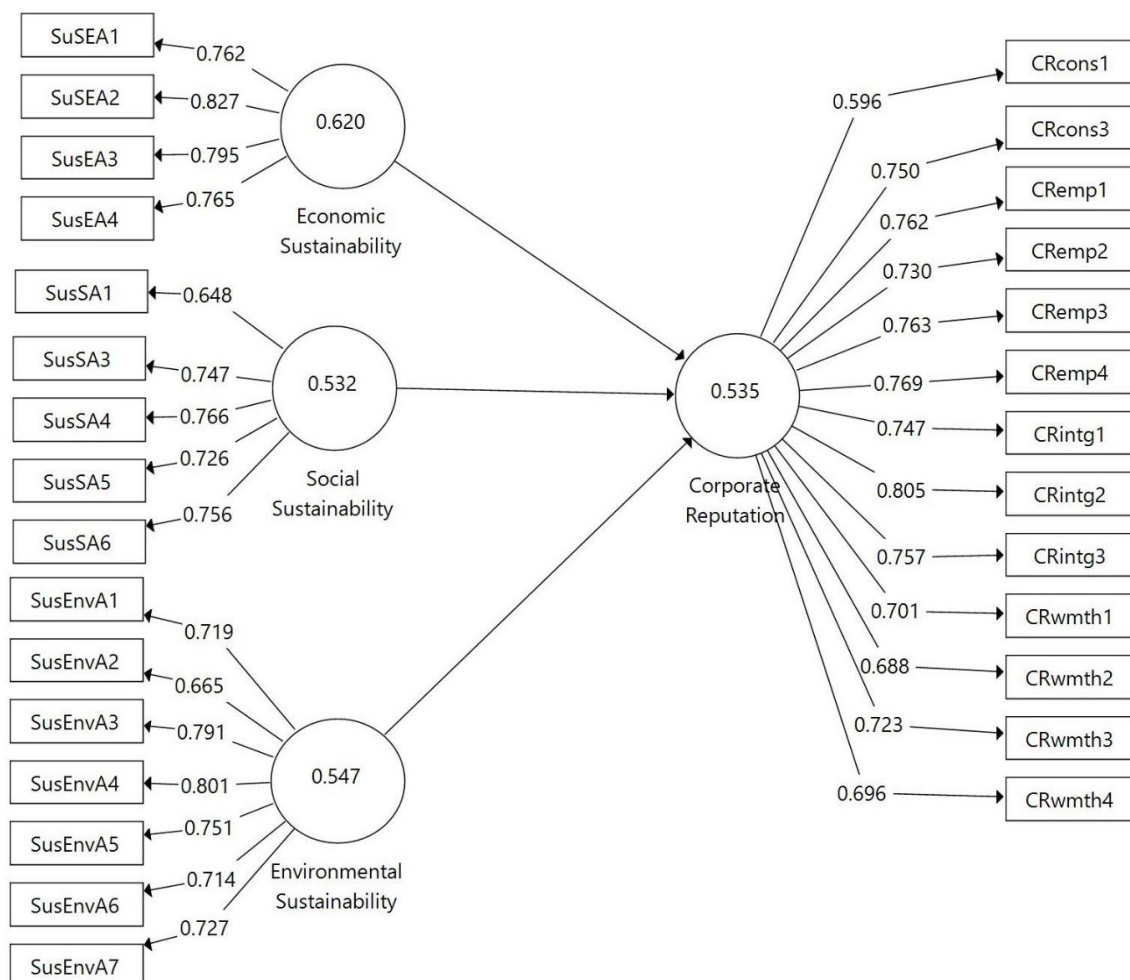 SuSEA1
0.762
SuSEA2
0.827
SusEA3
0.795
SusEA4
0.765
0.620
Economic
Sustainability
SusSA1
0.648
SusSA3
0.747
SusSA4
0.766
SusSA5
0.726
SusSA6
0.756
0.532
Social
Sustainability
SusEnvA1
0.719
SusEnvA2
0.665
SusEnvA3
0.791
SusEnvA4
0.801
SusEnvA5
0.751
SusEnvA6
0.714
SusEnvA7
0.727
0.547
Environmental
Sustainability
0.535
Corporate
Reputation
0.596
CRcons1
0.750
CRcons3
0.762
CRemp1
0.730
CRemp2
0.763
CRemp3
0.769
CRemp4
0.747
CRintg1
0.805
CRintg2
0.757
CRintg3
0.701
CRwmth1
0.688
CRwmth2
0.723
CRwmth3
0.696
CRwmth4